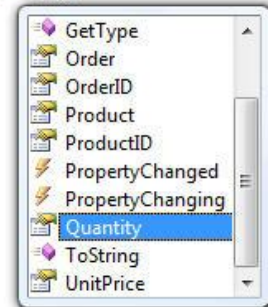 GetType
Order
OrderID
Product
ProductID
PropertyChanged
PropertyChanging
Quantity
ToString
UnitPrice